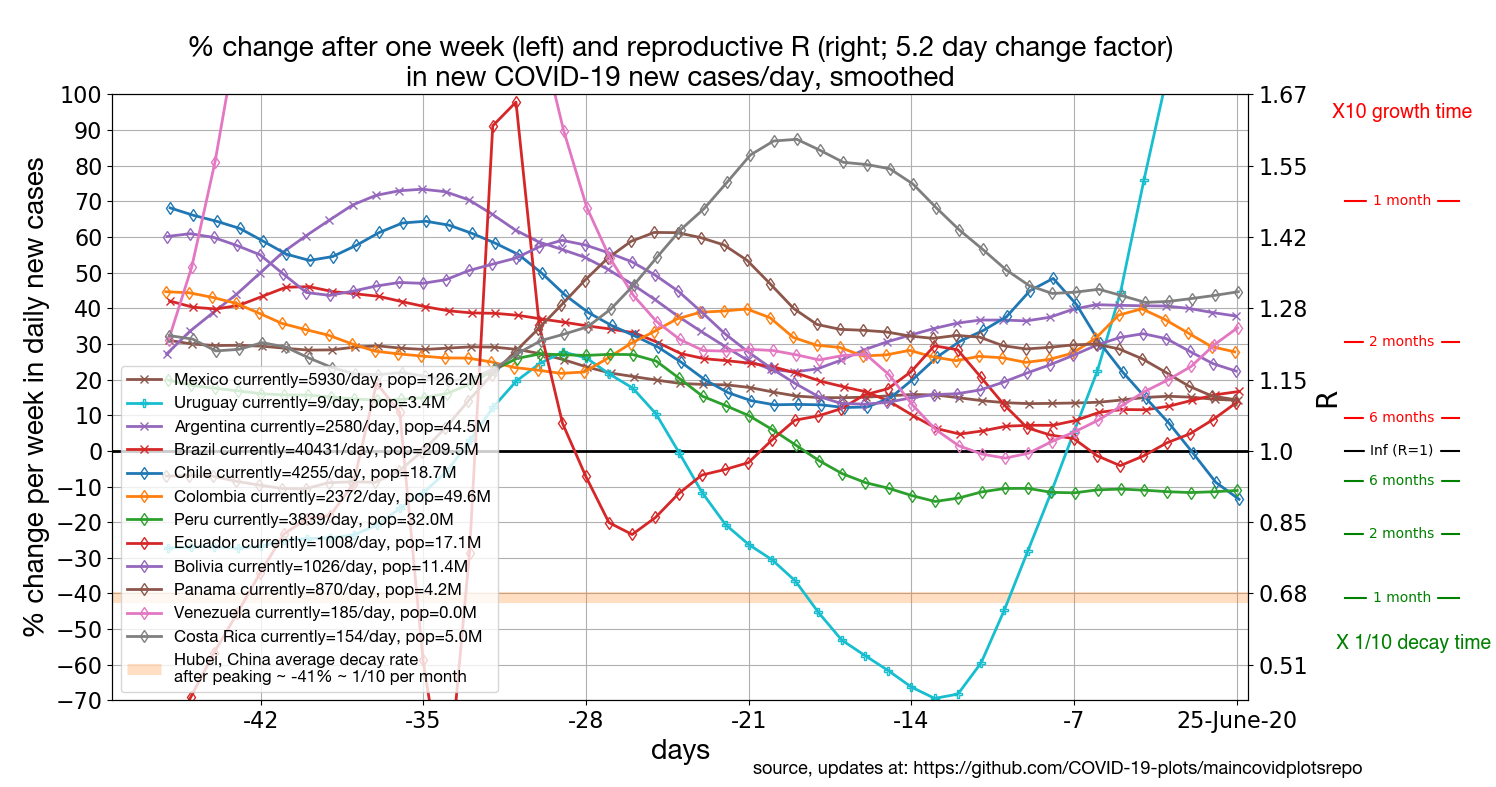 % change after one week (left) and reproductive R (right; 5.2 day change factor)
in new COVID-19 new cases/day, smoothed
% change per week in daily new cases
100
90
80
70
60
50
40
30
20
10
0
−10
−20
−30
−40
−50
−60
−70
Mexico currently=5930/day, pop=126.2M
Uruguay currently=9/day, pop=3.4M
Argentina currently=2580/day, pop=44.5M
Brazil currently=40431/day, pop=209.5M
Chile currently=4255/day, pop=18.7M
Colombia currently=2372/day, pop=49.6M
Peru currently=3839/day, pop=32.0M
Ecuador currently=1008/day, pop=17.1M
Bolivia currently=1026/day, pop=11.4M
Panama currently=870/day, pop=4.2M
Venezuela currently=185/day, pop=0.0M
Costa Rica currently=154/day, pop=5.0M
Hubei, China average decay rate
after peaking ~ -41% ~ 1/10 per month
-42
-35
-28
-21
-14
-7
25-June-20
days
1.67
1.55
1.42
1.28
1.15
1.0
0.85
0.68
0.51
R
X10 growth time
1 month
2 months
6 months
Inf (R=1)
6 months
2 months
1 month
X 1/10 decay time
source, updates at: https://github.com/COVID-19-plots/maincovidplotsrepo